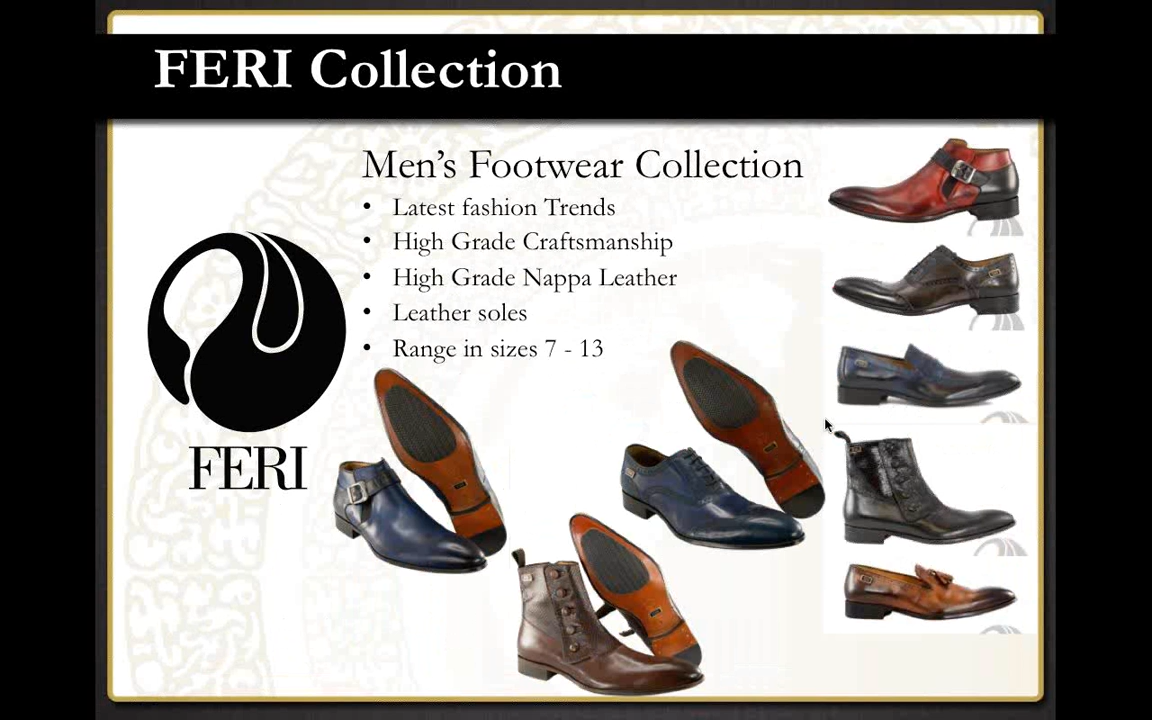 FERI Collection
Men's Footwear Collection
• Latest fashion Trends
• High Grade Craftsmanship
• High Grade Nappa Leather
• Leather soles
• Range in sizes 7 - 13
FERI